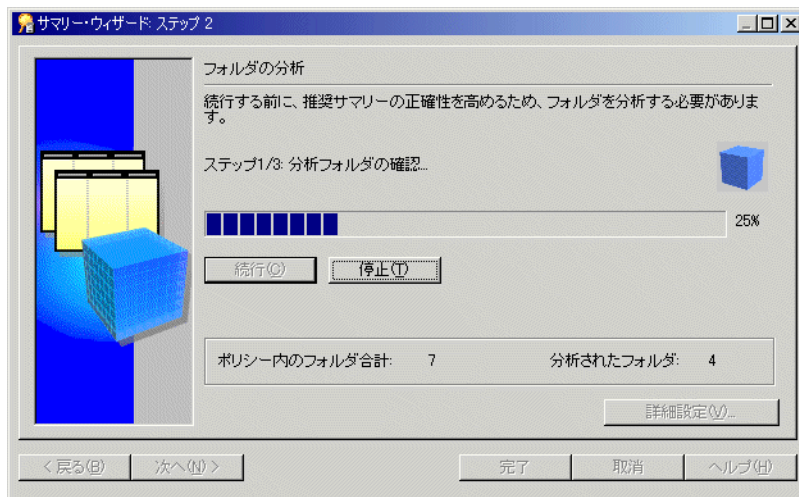 サマリー・ウィザード: ステップ 2
フォルダの分析
続行する前に、推奨サマリーの正確性を高めるため、フォルダを分析する必要がありま
す。
ステップ1/3: 分析フォルダの確認...
25%
続行(C) 停止(T)
ポリシー内のフォルダ合計: 7 分析されたフォルダ: 4
詳細設定(V)...
< 戻る(B) 次へ(N) > 完了 取消 ヘルプ(H)